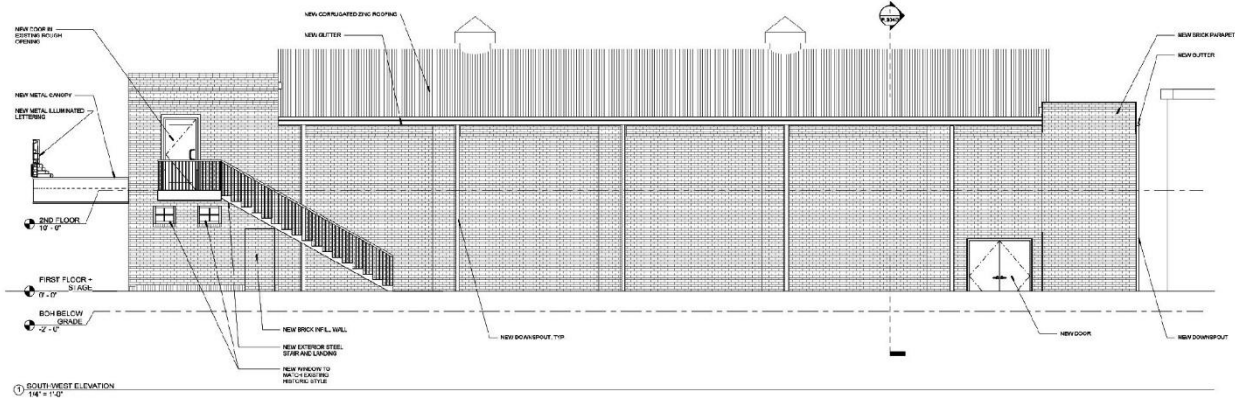 NEW DOOR IN
EXISTING ROUGH
OPENING
NEW CORRUGATED ZINC ROOFING
NEW GUTTER
NEW BRICK PARAPET
NEW GUTTER
NEW METAL CANOPY
NEW METAL ILLUMINATED
LETTERING
2ND FLOOR
10' - 0"
FIRST FLOOR -
STAGE
0' - 0"
BOH BELOW
GRADE
-2' - 0"
NEW BRICK INFILL WALL
NEW EXTERIOR STEEL
STAIR AND LANDING
NEW WINDOW TO
MATCH EXISTING
HISTORIC STYLE
NEW DOWNSPOUT, TYP
NEW DOOR
NEW DOWNSPOUT
1 SOUTHWEST ELEVATION
1/4" = 1'-0"